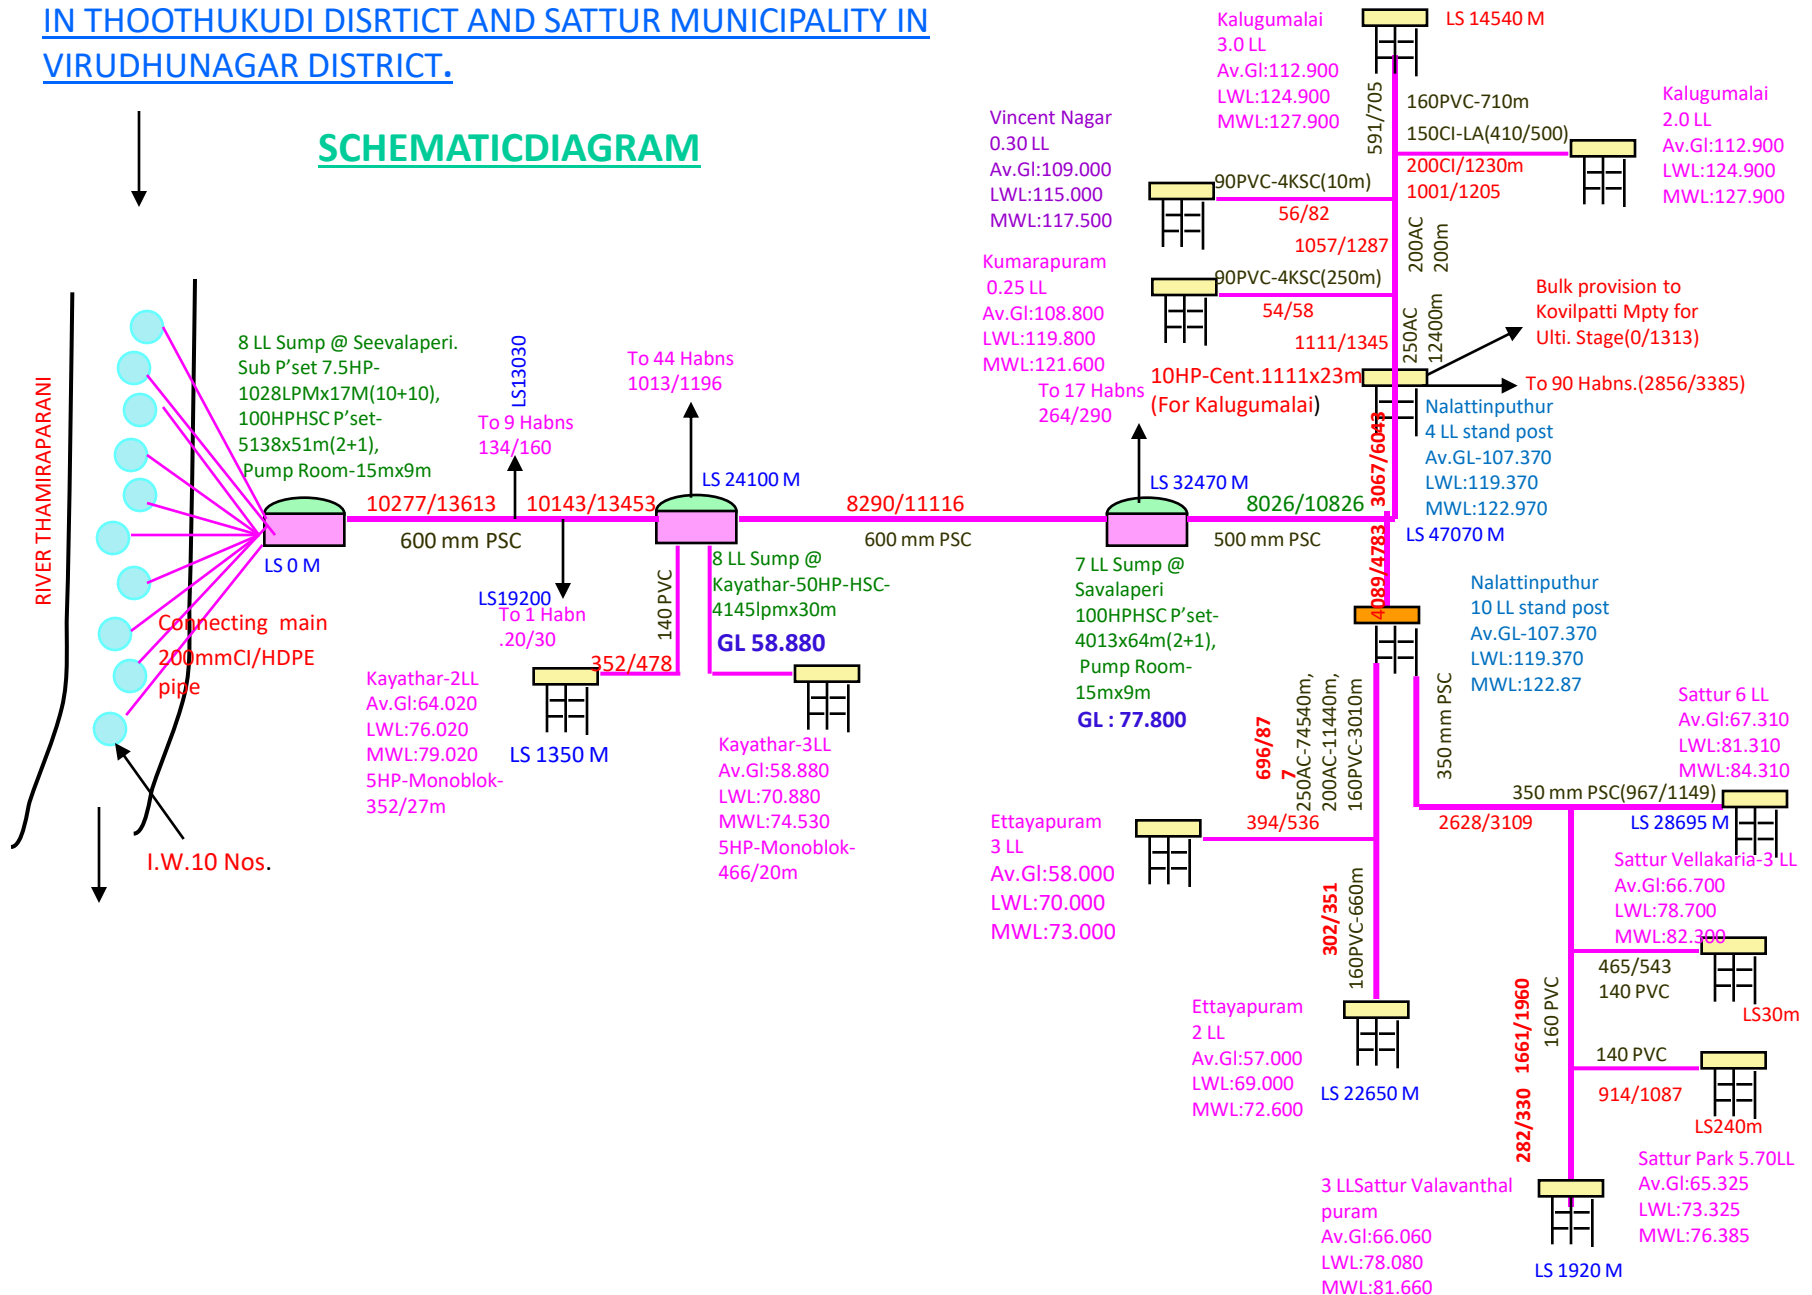 IN THOOTHUKUDI DISRTICT AND SATTUR MUNICIPALITY IN
VIRUDHUNAGAR DISTRICT.
SCHEMATICDIAGRAM
RIVER THAMIRAPARANI
8 LL Sump @ Seevalaperi.
Sub P'set 7.5HP-
1028LPMx17M(10+10),
100HPHSC P'set-
5138x51m(2+1),
Pump Room-15mx9m
LS 0 M
Connecting main
200mmCI/HDPE
pipe
I.W.10 Nos.
10277/13613
600 mm PSC
LS13030
To 9 Habns
134/160
10143/13453
LS19200
To 1 Habn
.20/30
To 44 Habns
1013/1196
LS 24100 M
8 LL Sump @
Kayathar-50HP-HSC-
4145lpmx30m
GL 58.880
140 PVC
352/478
Kayathar-2LL
Av.Gl:64.020
LWL:76.020
MWL:79.020
5HP-Monoblok-
352/27m
LS 1350 M
Kayathar-3LL
Av.Gl:58.880
LWL:70.880
MWL:74.530
5HP-Monoblok-
466/20m
8290/11116
600 mm PSC
To 17 Habns
264/290
LS 32470 M
7 LL Sump @
Savalaperi
100HPHSC P'set-
4013x64m(2+1),
Pump Room-
15mx9m
GL : 77.800
8026/10826
500 mm PSC
LS 47070 M
Kalugumalai
3.0 LL
Av.Gl:112.900
LWL:124.900
MWL:127.900
LS 14540 M
591/705
160PVC-710m
150CI-LA(410/500)
200CI/1230m
1001/1205
Kalugumalai
2.0 LL
Av.Gl:112.900
LWL:124.900
MWL:127.900
Vincent Nagar
0.30 LL
Av.Gl:109.000
LWL:115.000
MWL:117.500
90PVC-4KSC(10m)
56/82
1057/1287
200AC
200m
Kumarapuram
0.25 LL
Av.Gl:108.800
LWL:119.800
MWL:121.600
90PVC-4KSC(250m)
54/58
1111/1345
250AC
12400m
10HP-Cent.1111x23m
(For Kalugumalai)
Bulk provision to
Kovilpatti Mpty for
Ulti. Stage(0/1313)
To 90 Habns.(2856/3385)
Nalattinputhur
4 LL stand post
Av.GL-107.370
LWL:119.370
MWL:122.970
3067/6043
4089/4783
Nalattinputhur
10 LL stand post
Av.GL-107.370
LWL:119.370
MWL:122.87
696/87
7
250AC-74540m,
200AC-11440m,
160PVC-3010m
350 mm PSC
Ettayapuram
3 LL
Av.Gl:58.000
LWL:70.000
MWL:73.000
394/536
302/351
160PVC-660m
Ettayapuram
2 LL
Av.Gl:57.000
LWL:69.000
MWL:72.600
LS 22650 M
Sattur 6 LL
Av.Gl:67.310
LWL:81.310
MWL:84.310
350 mm PSC(967/1149)
2628/3109
LS 28695 M
Sattur Vellakaria-3 LL
Av.Gl:66.700
LWL:78.700
MWL:82.300
465/543
140 PVC
LS30m
1661/1960
160 PVC
140 PVC
914/1087
LS240m
282/330
Sattur Park 5.70LL
Av.Gl:65.325
LWL:73.325
MWL:76.385
3 LLSattur Valavanthal
puram
Av.Gl:66.060
LWL:78.080
MWL:81.660
LS 1920 M